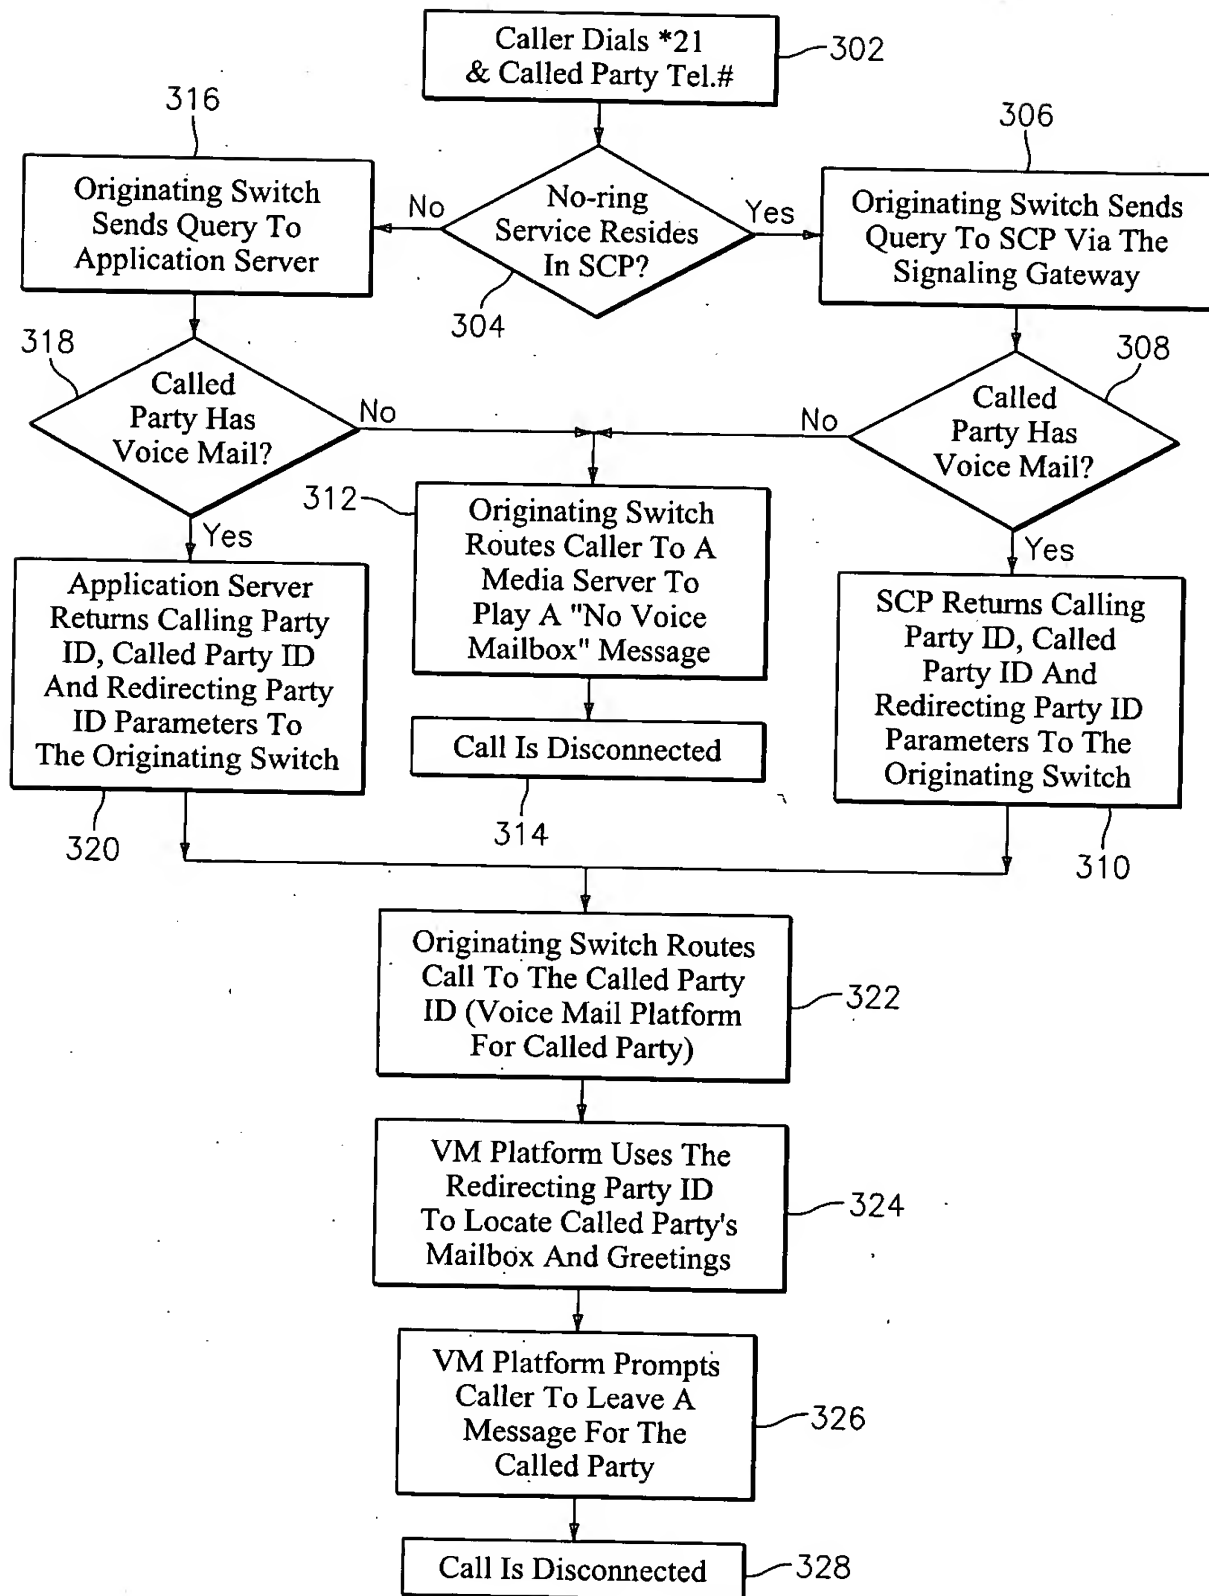 Caller Dials *21
& Called Party Tel.#
302
316
306
Originating Switch
Sends Query To
Application Server
No
No-ring
Service Resides
In SCP?
Yes
Originating Switch Sends
Query To SCP Via The
Signaling Gateway
304
318
308
Called
Party Has
Voice Mail?
No
No
Called
Party Has
Voice Mail?
312
Originating Switch
Routes Caller To A
Media Server To
Play A "No Voice
Mailbox" Message
Yes
Yes
Application Server
Returns Calling Party
ID, Called Party ID
And Redirecting Party
ID Parameters To
The Originating Switch
SCP Returns Calling
Party ID, Called
Party ID And
Redirecting Party ID
Parameters To The
Originating Switch
Call Is Disconnected
320
314
310
Originating Switch Routes
Call To The Called Party
ID (Voice Mail Platform
For Called Party)
322
VM Platform Uses The
Redirecting Party ID
To Locate Called Party's
Mailbox And Greetings
324
VM Platform Prompts
Caller To Leave A
Message For The
Called Party
326
Call Is Disconnected
328